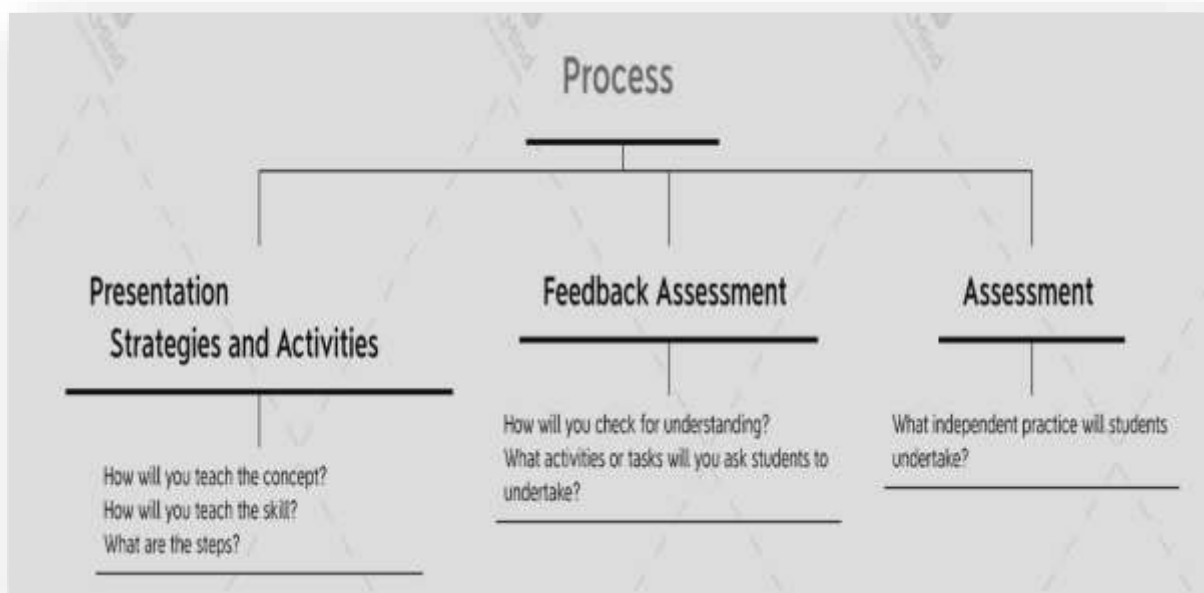 Process
Presentation
Strategies and Activities
How will you teach the concept?
How will you teach the skill?
What are the steps?
Feedback Assessment
How will you check for understanding?
What activities or tasks will you ask students to
undertake?
Assessment
What independent practice will students
undertake?